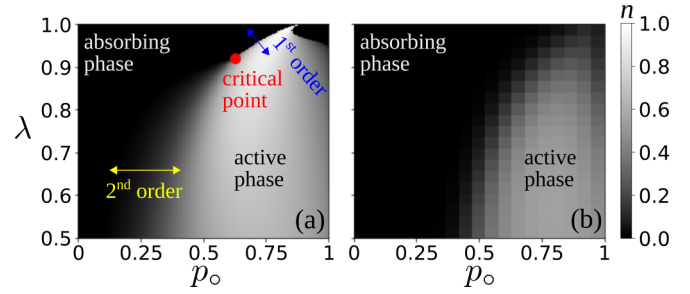 n
1.0
0.9
0.8
0.7
0.6
0.5
λ
absorbing
phase
1st order
critical
point
active
phase
2nd order
(a)
0
0.25
0.5
0.75
1
p○
absorbing
phase
active
phase
(b)
0
0.25
0.5
0.75
1
p○
1.0
0.8
0.6
0.4
0.2
0.0